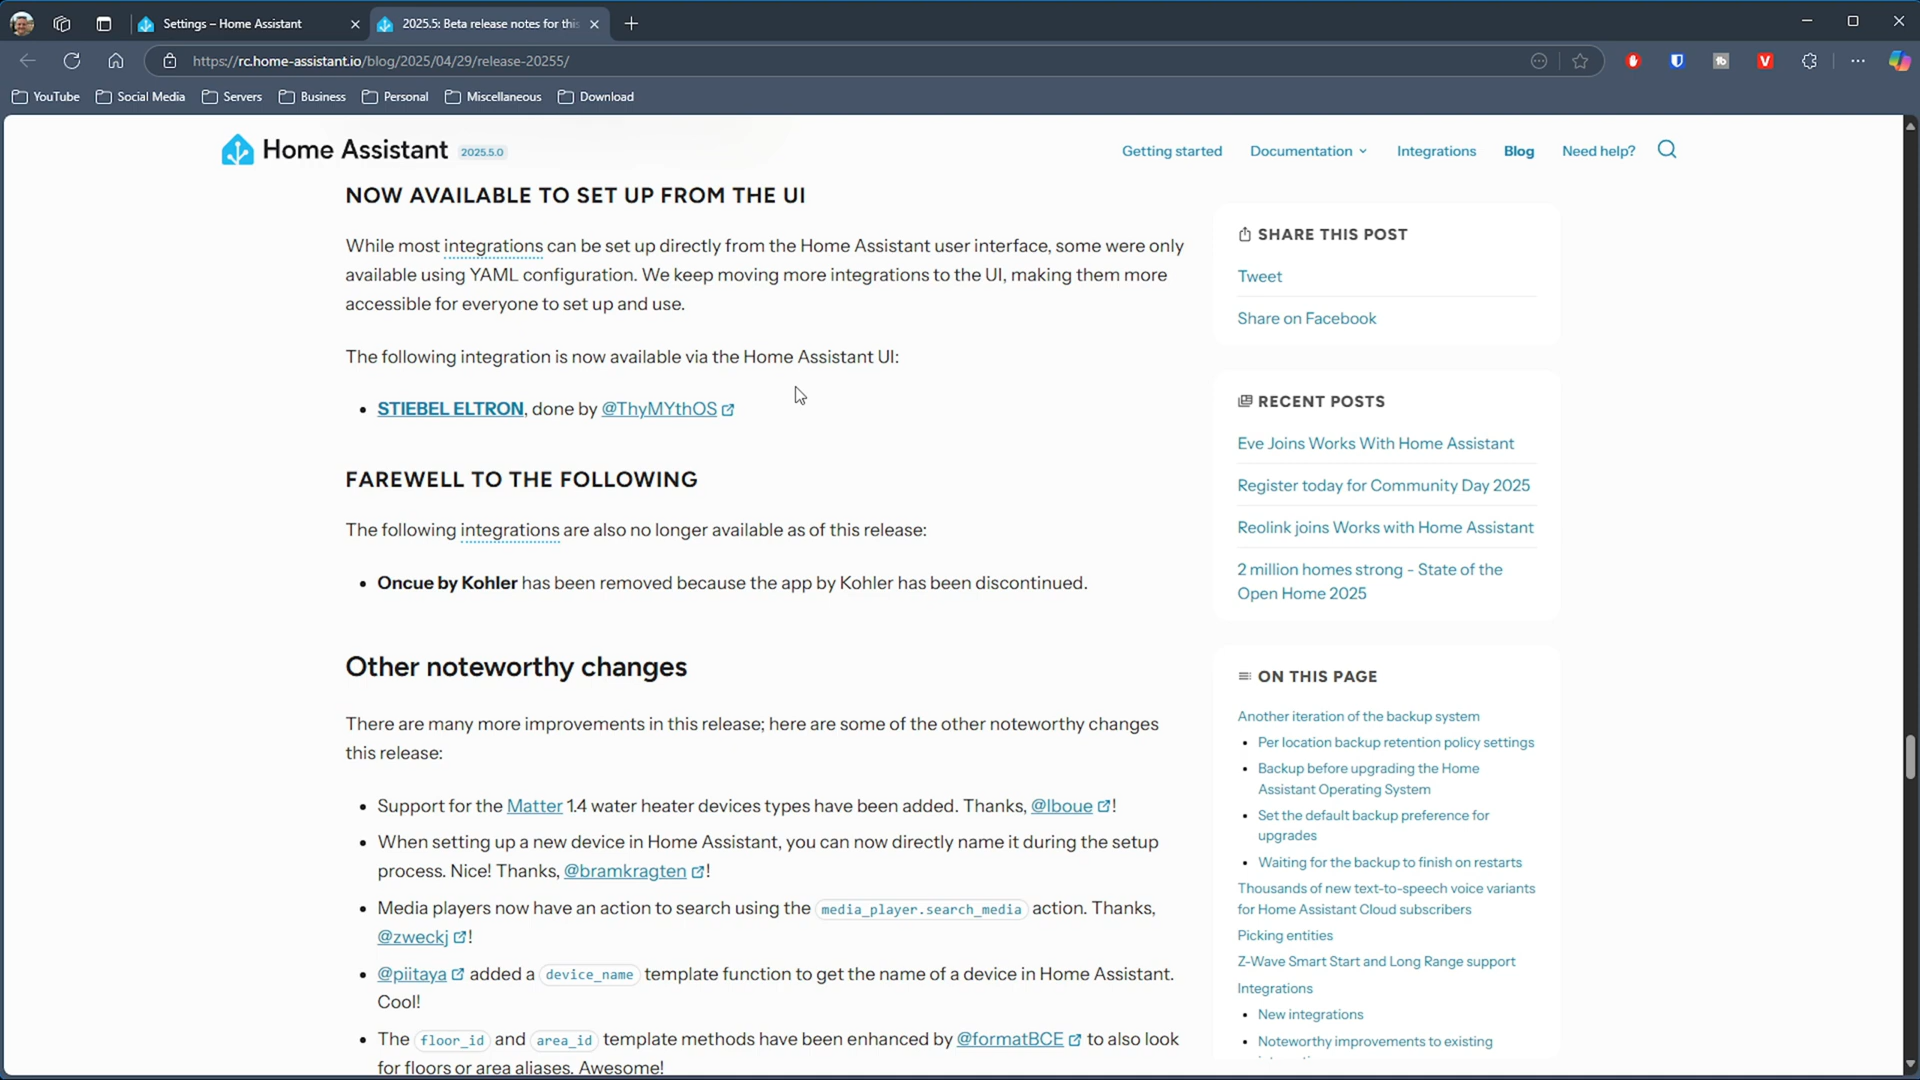 Settings – Home Assistant
2025.5: Beta release notes for this
https://rc.home-assistant.io/blog/2025/04/29/release-20255/
YouTube
Social Media
Servers
Business
Personal
Miscellaneous
Download
Home Assistant 2025.5.0
Getting started
Documentation
Integrations
Blog
Need help?
NOW AVAILABLE TO SET UP FROM THE UI
While most integrations can be set up directly from the Home Assistant user interface, some were only
available using YAML configuration. We keep moving more integrations to the UI, making them more
accessible for everyone to set up and use.
The following integration is now available via the Home Assistant UI:
• STIEBEL ELTRON, done by @ThyMYthOS
FAREWELL TO THE FOLLOWING
The following integrations are also no longer available as of this release:
• Oncue by Kohler has been removed because the app by Kohler has been discontinued.
Other noteworthy changes
There are many more improvements in this release; here are some of the other noteworthy changes
this release:
• Support for the Matter 1.4 water heater devices types have been added. Thanks, @lboue!
• When setting up a new device in Home Assistant, you can now directly name it during the setup
process. Nice! Thanks, @bramkragten!
• Media players now have an action to search using the media_player.search_media action. Thanks,
@zweckj!
• @piitaya added a device_name template function to get the name of a device in Home Assistant.
Cool!
• The floor_id and area_id template methods have been enhanced by @formatBCE to also look
for floors or area aliases. Awesome!
SHARE THIS POST
Tweet
Share on Facebook
RECENT POSTS
Eve Joins Works With Home Assistant
Register today for Community Day 2025
Reolink joins Works with Home Assistant
2 million homes strong - State of the
Open Home 2025
ON THIS PAGE
Another iteration of the backup system
• Per location backup retention policy settings
• Backup before upgrading the Home
Assistant Operating System
• Set the default backup preference for
upgrades
• Waiting for the backup to finish on restarts
Thousands of new text-to-speech voice variants
for Home Assistant Cloud subscribers
Picking entities
Z-Wave Smart Start and Long Range support
Integrations
• New integrations
• Noteworthy improvements to existing